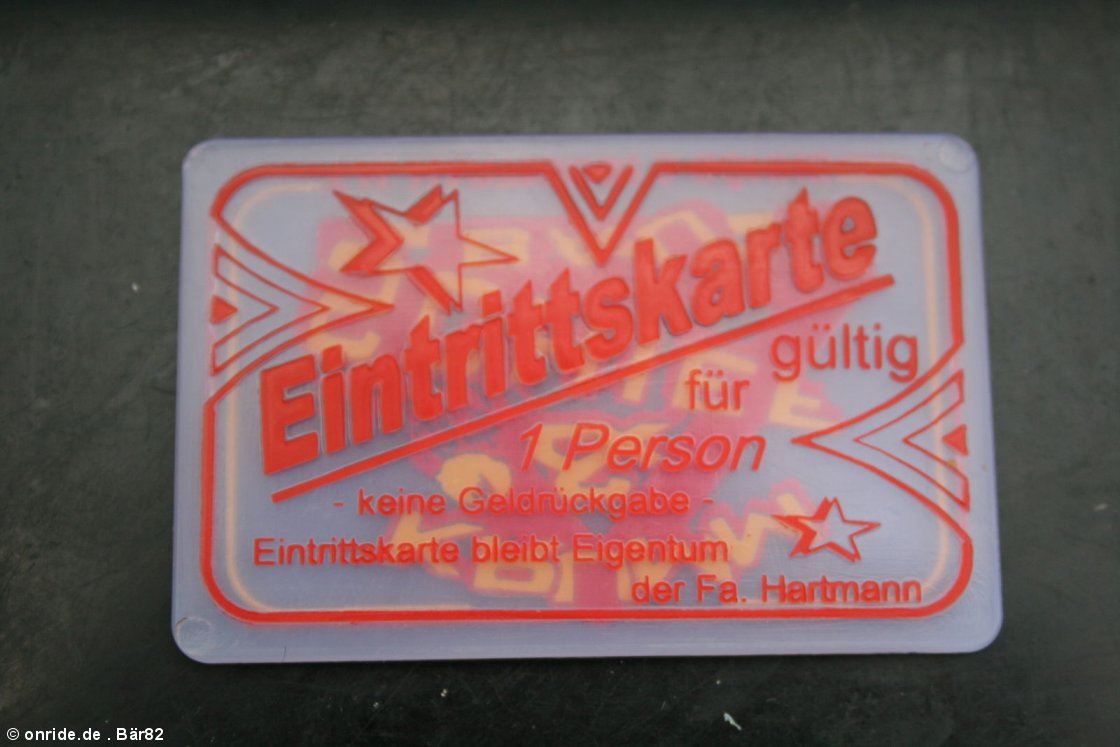 Eintrittskarte
gültig
für
1 Person
- keine Geldrückgabe -
Eintrittskarte bleibt Eigentum
der Fa. Hartmann
© onride.de . Bär82